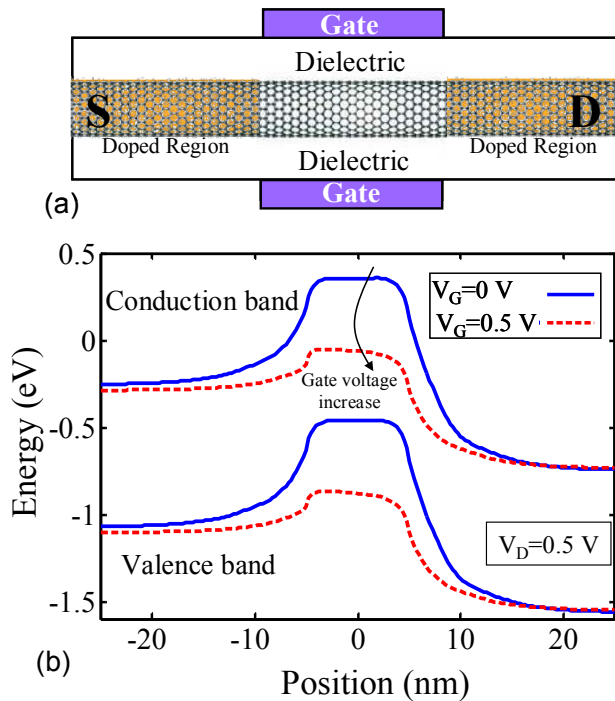 Gate
Dielectric
S
D
Doped Region
Doped Region
Dielectric
Gate
(a)
0.5
0
-0.5
-1
-1.5
Energy (eV)
Conduction band
V_G=0 V
V_G=0.5 V
Gate voltage
increase
Valence band
V_D=0.5 V
-20
-10
0
10
20
Position (nm)
(b)